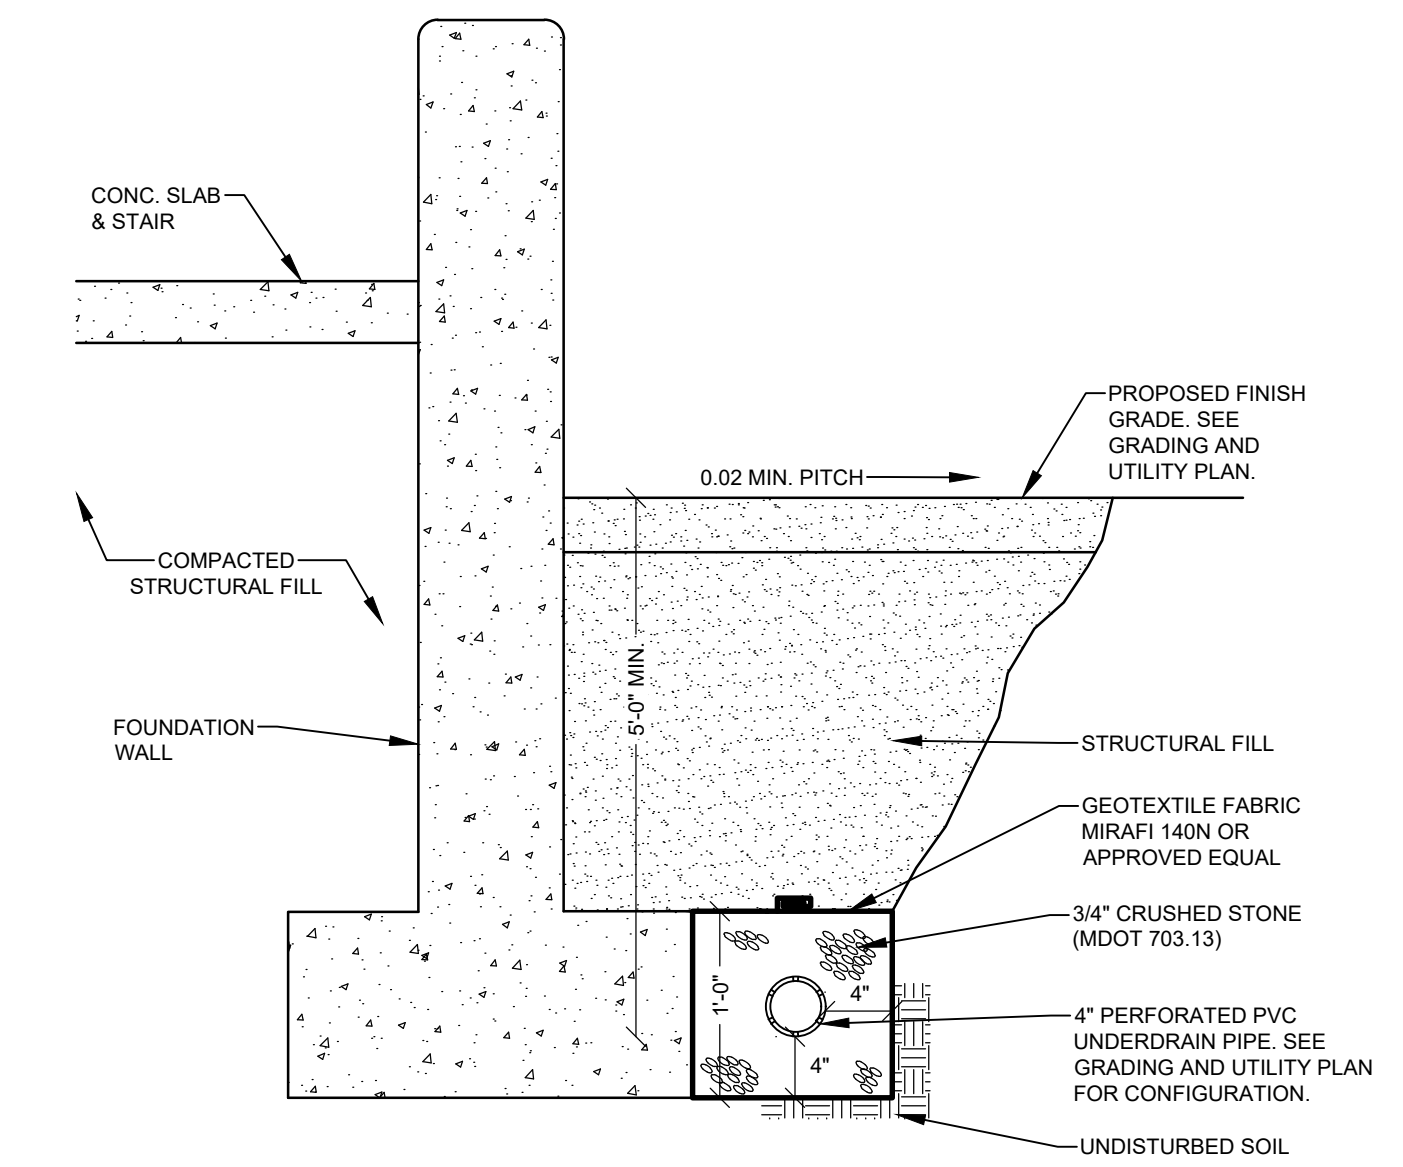 CONC. SLAB
& STAIR
PROPOSED FINISH
GRADE. SEE
GRADING AND
UTILITY PLAN.
0.02 MIN. PITCH
COMPACTED
STRUCTURAL FILL
5'-0" MIN.
FOUNDATION
WALL
STRUCTURAL FILL
GEOTEXTILE FABRIC
MIRAFI 140N OR
APPROVED EQUAL
3/4" CRUSHED STONE
(MDOT 703.13)
1'-0"
4"
4" PERFORATED PVC
UNDERDRAIN PIPE. SEE
GRADING AND UTILITY PLAN
FOR CONFIGURATION.
4"
UNDISTURBED SOIL